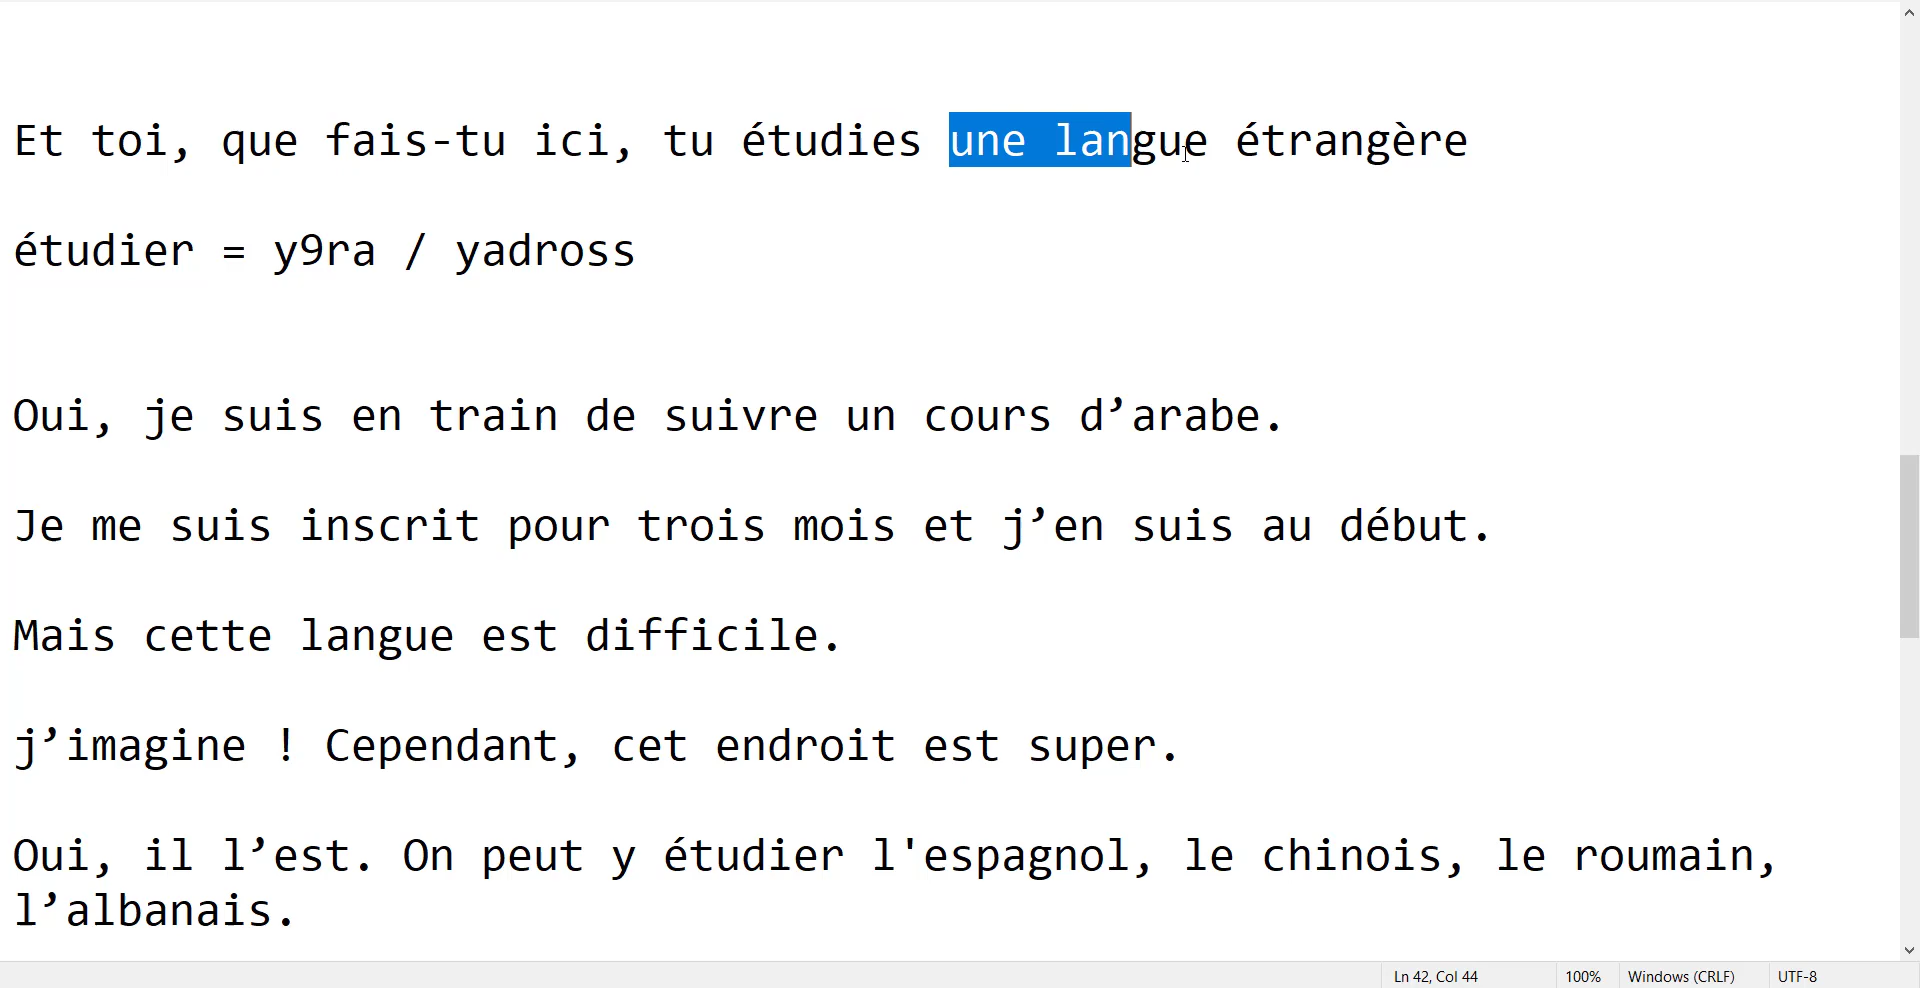 Et toi, que fais-tu ici, tu étudies une langue étrangère
étudier = y9ra / yadross
Oui, je suis en train de suivre un cours d’arabe.
Je me suis inscrit pour trois mois et j’en suis au début.
Mais cette langue est difficile.
j’imagine ! Cependant, cet endroit est super.
Oui, il l’est. On peut y étudier l'espagnol, le chinois, le roumain,
l’albanais.
Ln 42, Col 44 100% Windows (CRLF) UTF-8